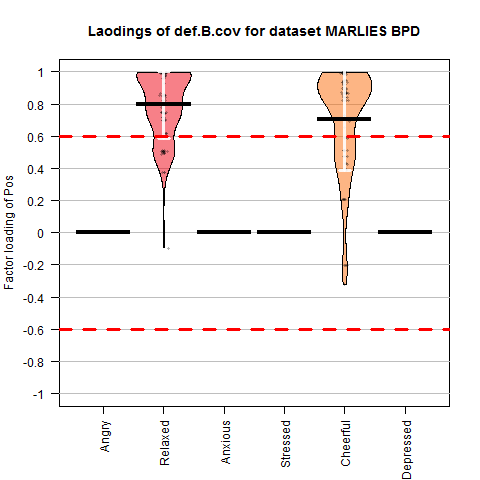 Laodings of def.B.cov for dataset MARLIES BPD
Factor loading of Pos
1
0.8
0.6
0.4
0.2
0
-0.2
-0.4
-0.6
-0.8
-1
Angry
Relaxed
Anxious
Stressed
Cheerful
Depressed